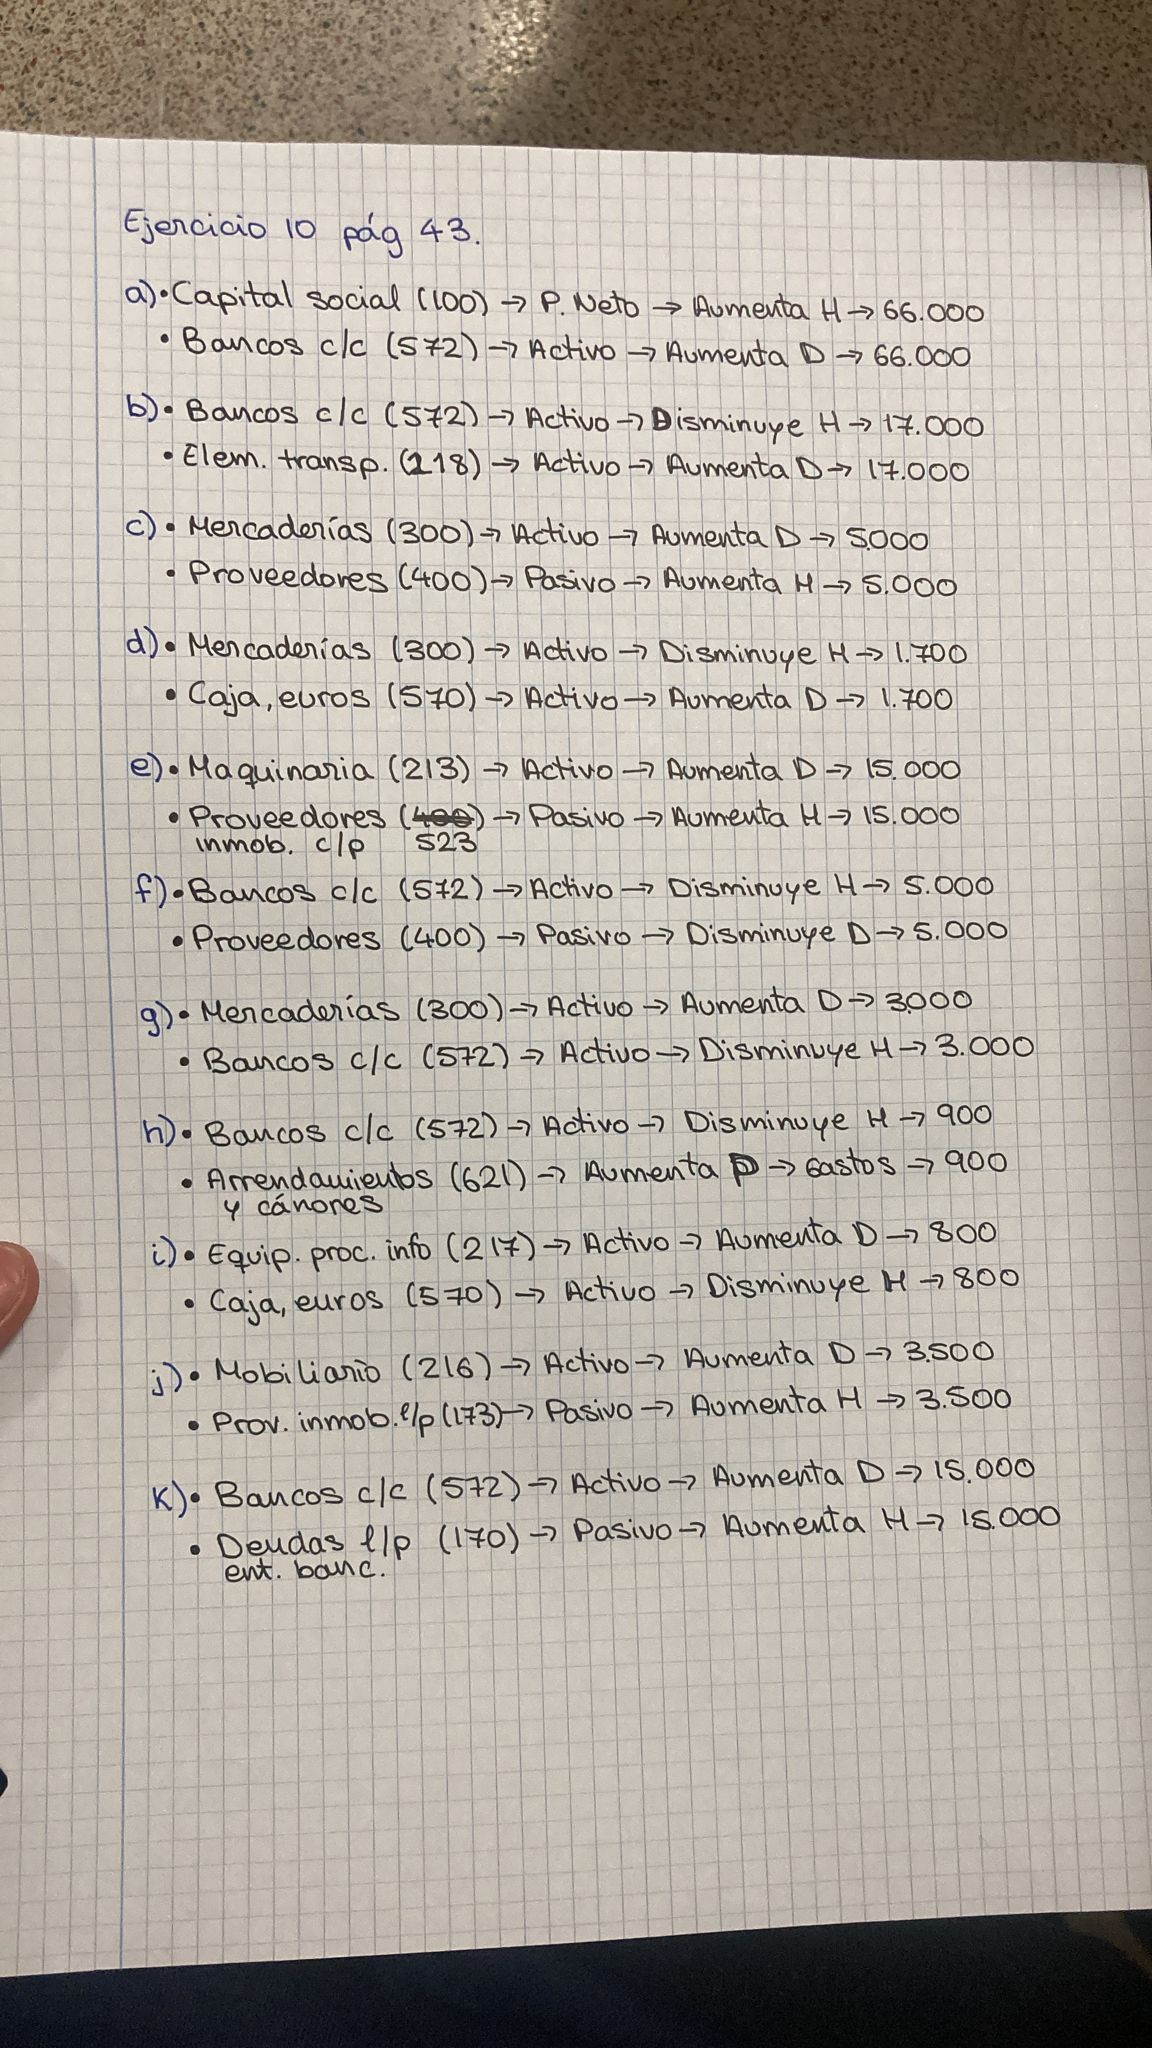 Ejercicio 10 pág 43.
a)• Capital social (100) → P. Neto → Aumenta H → 66.000
• Bancos c/c (572) → Activo → Aumenta D → 66.000
b)• Bancos c/c (572) → Activo → Disminuye H → 17.000
• Elem. transp. (218) → Activo → Aumenta D → 17.000
c)• Mercaderías (300) → Activo → Aumenta D → 5.000
• Proveedores (400) → Pasivo → Aumenta H → 5.000
d)• Mercaderías (300) → Activo → Disminuye H → 1.700
• Caja, euros (570) → Activo → Aumenta D → 1.700
e)• Maquinaria (213) → Activo → Aumenta D → 15.000
• Proveedores (400) → Pasivo → Aumenta H → 15.000
inmob. c/p 523
f)• Bancos c/c (572) → Activo → Disminuye H → 5.000
• Proveedores (400) → Pasivo → Disminuye D → 5.000
g)• Mercaderías (300) → Activo → Aumenta D → 3.000
• Bancos c/c (572) → Activo → Disminuye H → 3.000
h)• Bancos c/c (572) → Activo → Disminuye H → 900
• Arrendamientos (621) → Aumenta D → Gastos → 900
y cánones
i)• Equip. proc. info (217) → Activo → Aumenta D → 800
• Caja, euros (570) → Activo → Disminuye H → 800
j)• Mobiliario (216) → Activo → Aumenta D → 3.500
• Prov. inmob. l/p (173) → Pasivo → Aumenta H → 3.500
K)• Bancos c/c (572) → Activo → Aumenta D → 15.000
• Deudas l/p (170) → Pasivo → Aumenta H → 15.000
ent. banc.